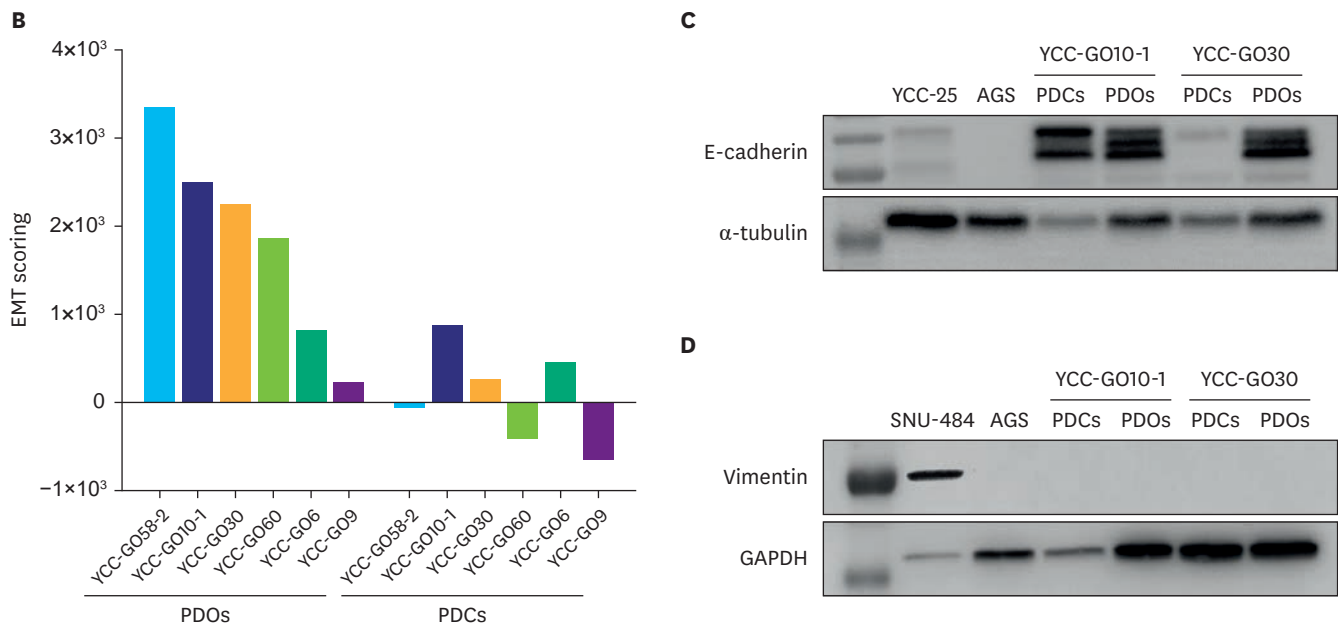 B
4×10³
3×10³
2×10³
1×10³
0
−1×10³
EMT scoring
YCC-GO58-2
YCC-GO10-1
YCC-GO30
YCC-GO60
YCC-GO6
YCC-GO9
YCC-GO58-2
YCC-GO10-1
YCC-GO30
YCC-GO60
YCC-GO6
YCC-GO9
PDOs PDCs
C
YCC-GO10-1 YCC-GO30
YCC-25 AGS PDCs PDOs PDCs PDOs
E-cadherin
α-tubulin
D
YCC-GO10-1 YCC-GO30
SNU-484 AGS PDCs PDOs PDCs PDOs
Vimentin
GAPDH